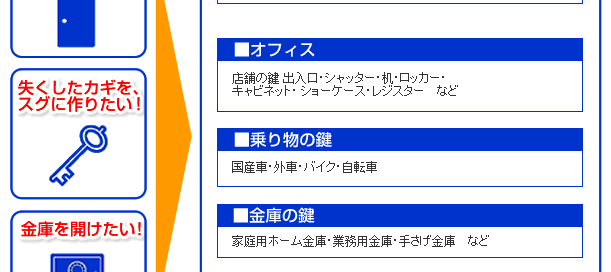 失くしたカギを、
スグに作りたい！
金庫を開けたい！
■オフィス
店舗の鍵 出入口・シャッター・机・ロッカー・
キャビネット・ショーケース・レジスター　など
■乗り物の鍵
国産車・外車・バイク・自転車
■金庫の鍵
家庭用ホーム金庫・業務用金庫・手さげ金庫　など